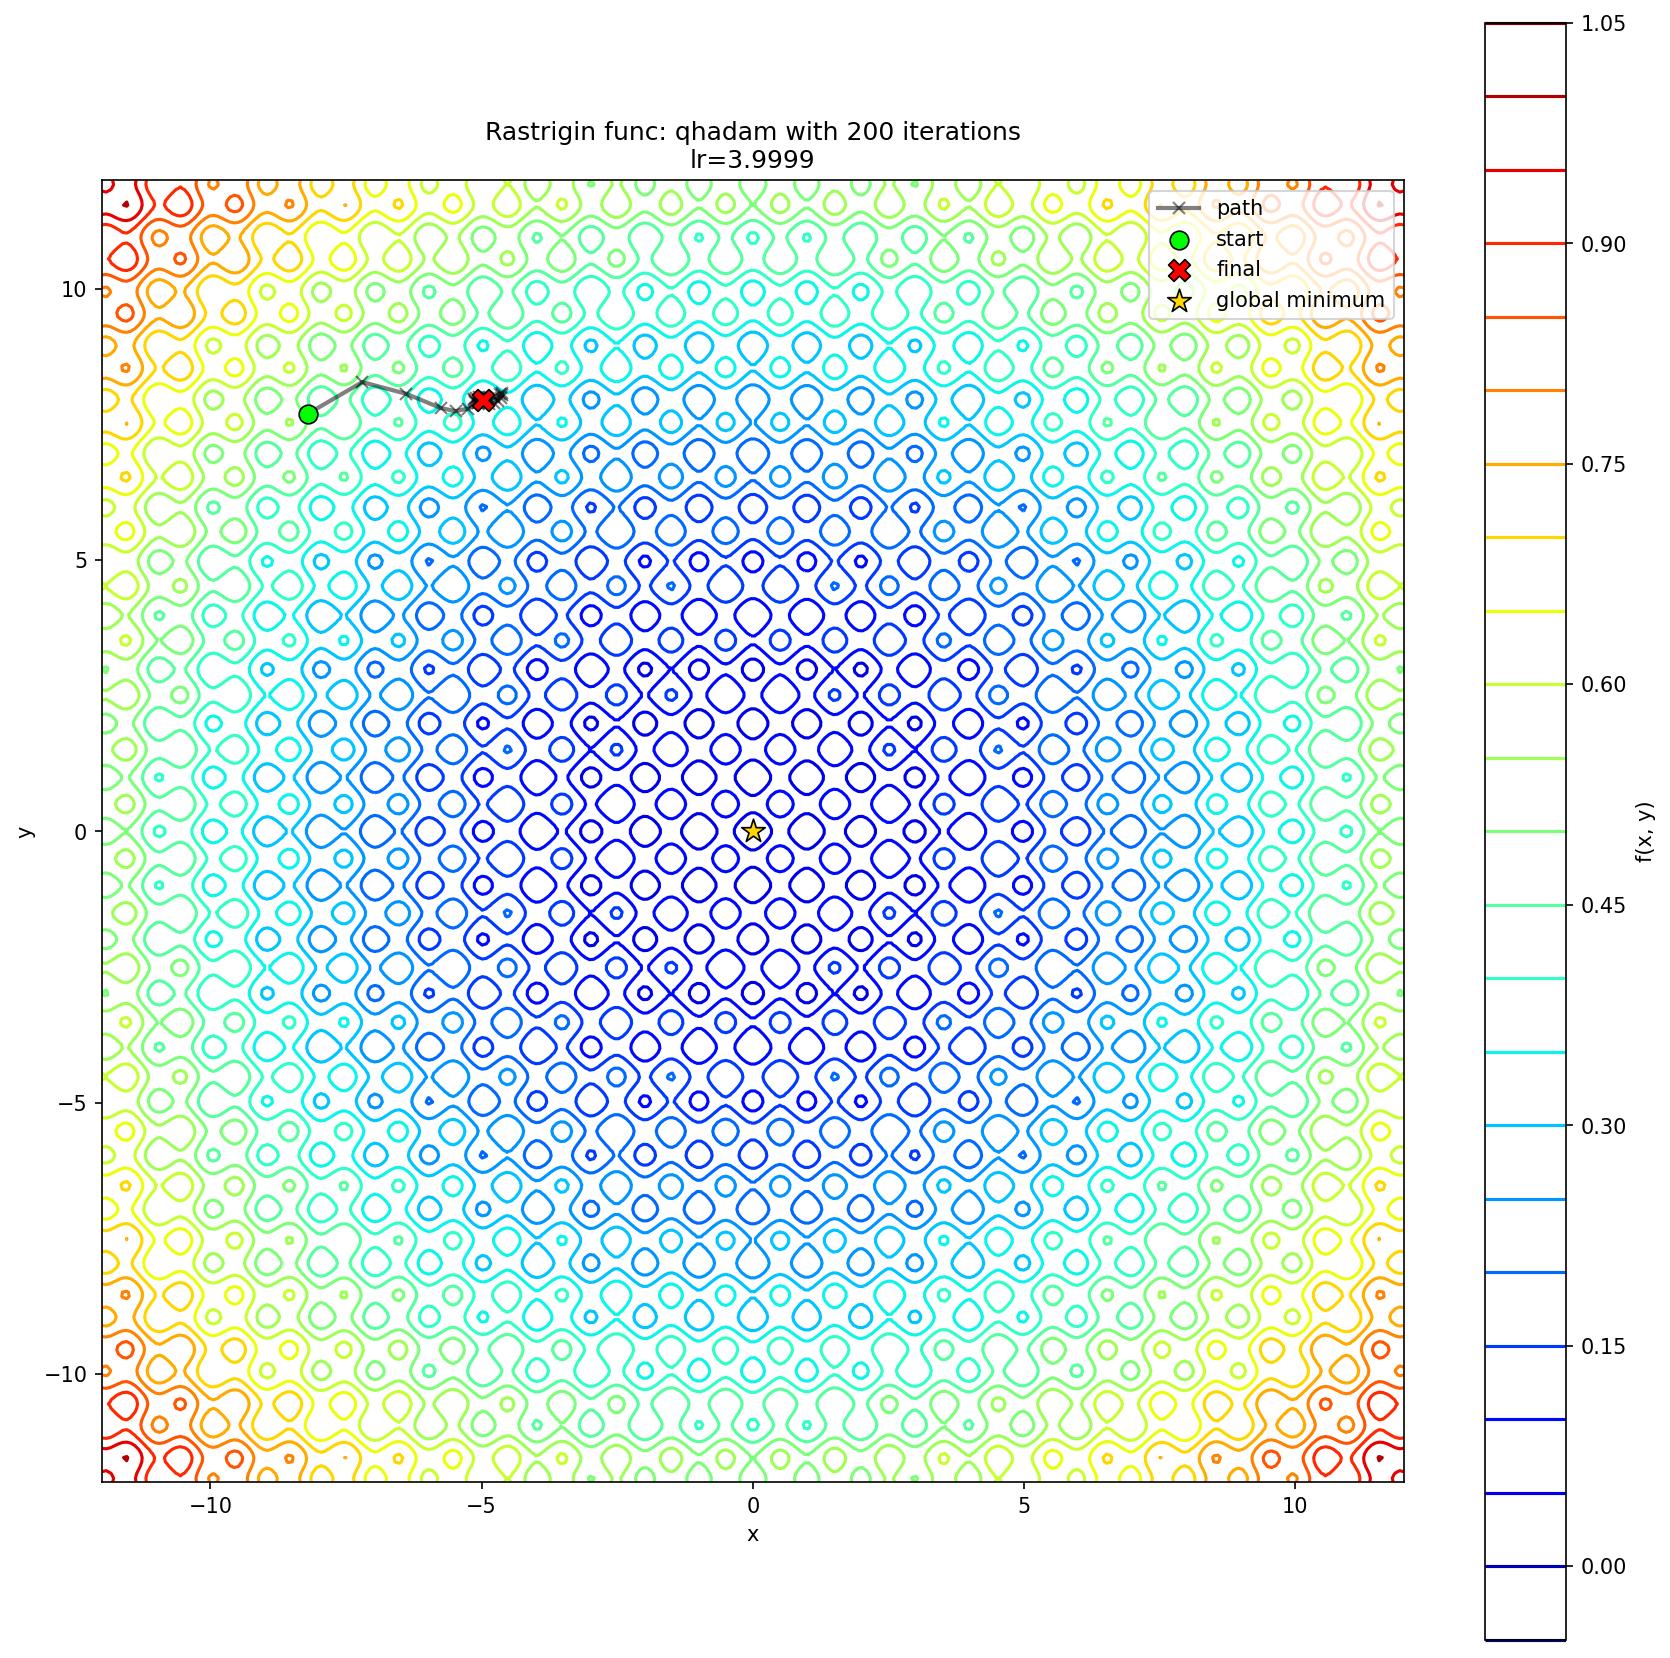 Rastrigin func: qhadam with 200 iterations
lr=3.9999
path
start
final
global minimum
10
5
0
−5
−10
y
−10
−5
0
5
10
x
1.05
0.90
0.75
0.60
0.45
0.30
0.15
0.00
f(x, y)